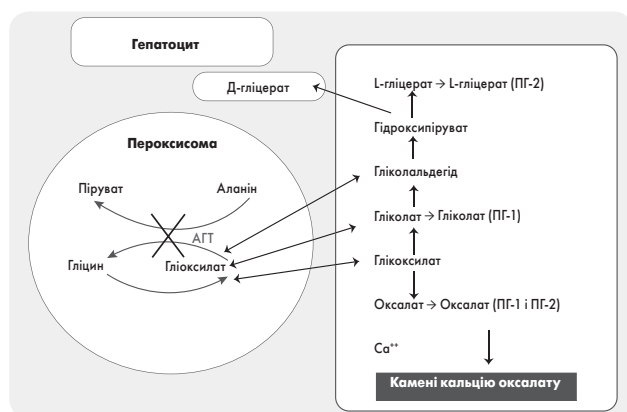 Гепатоцит
Д-гліцерат
Пероксисома
Піруват
Аланін
АГТ
Гліцин
Гліоксилат
L-гліцерат → L-гліцерат (ПГ-2)
Гідроксипіруват
Гліколальдегід
Гліколат → Гліколат (ПГ-1)
Глікоксилат
Оксалат → Оксалат (ПГ-1 і ПГ-2)
Ca⁺⁺
Камені кальцію оксалату